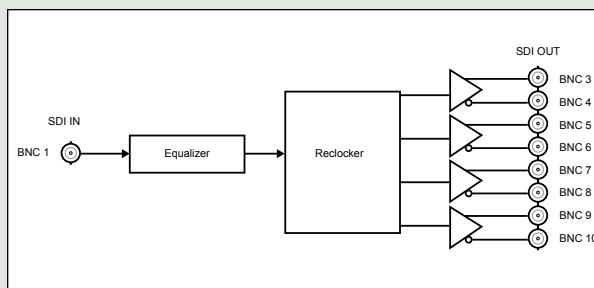 SDI OUT
BNC 3
BNC 4
SDI IN
BNC 5
BNC 1
Equalizer
Reclocker
BNC 6
BNC 7
BNC 8
BNC 9
BNC 10